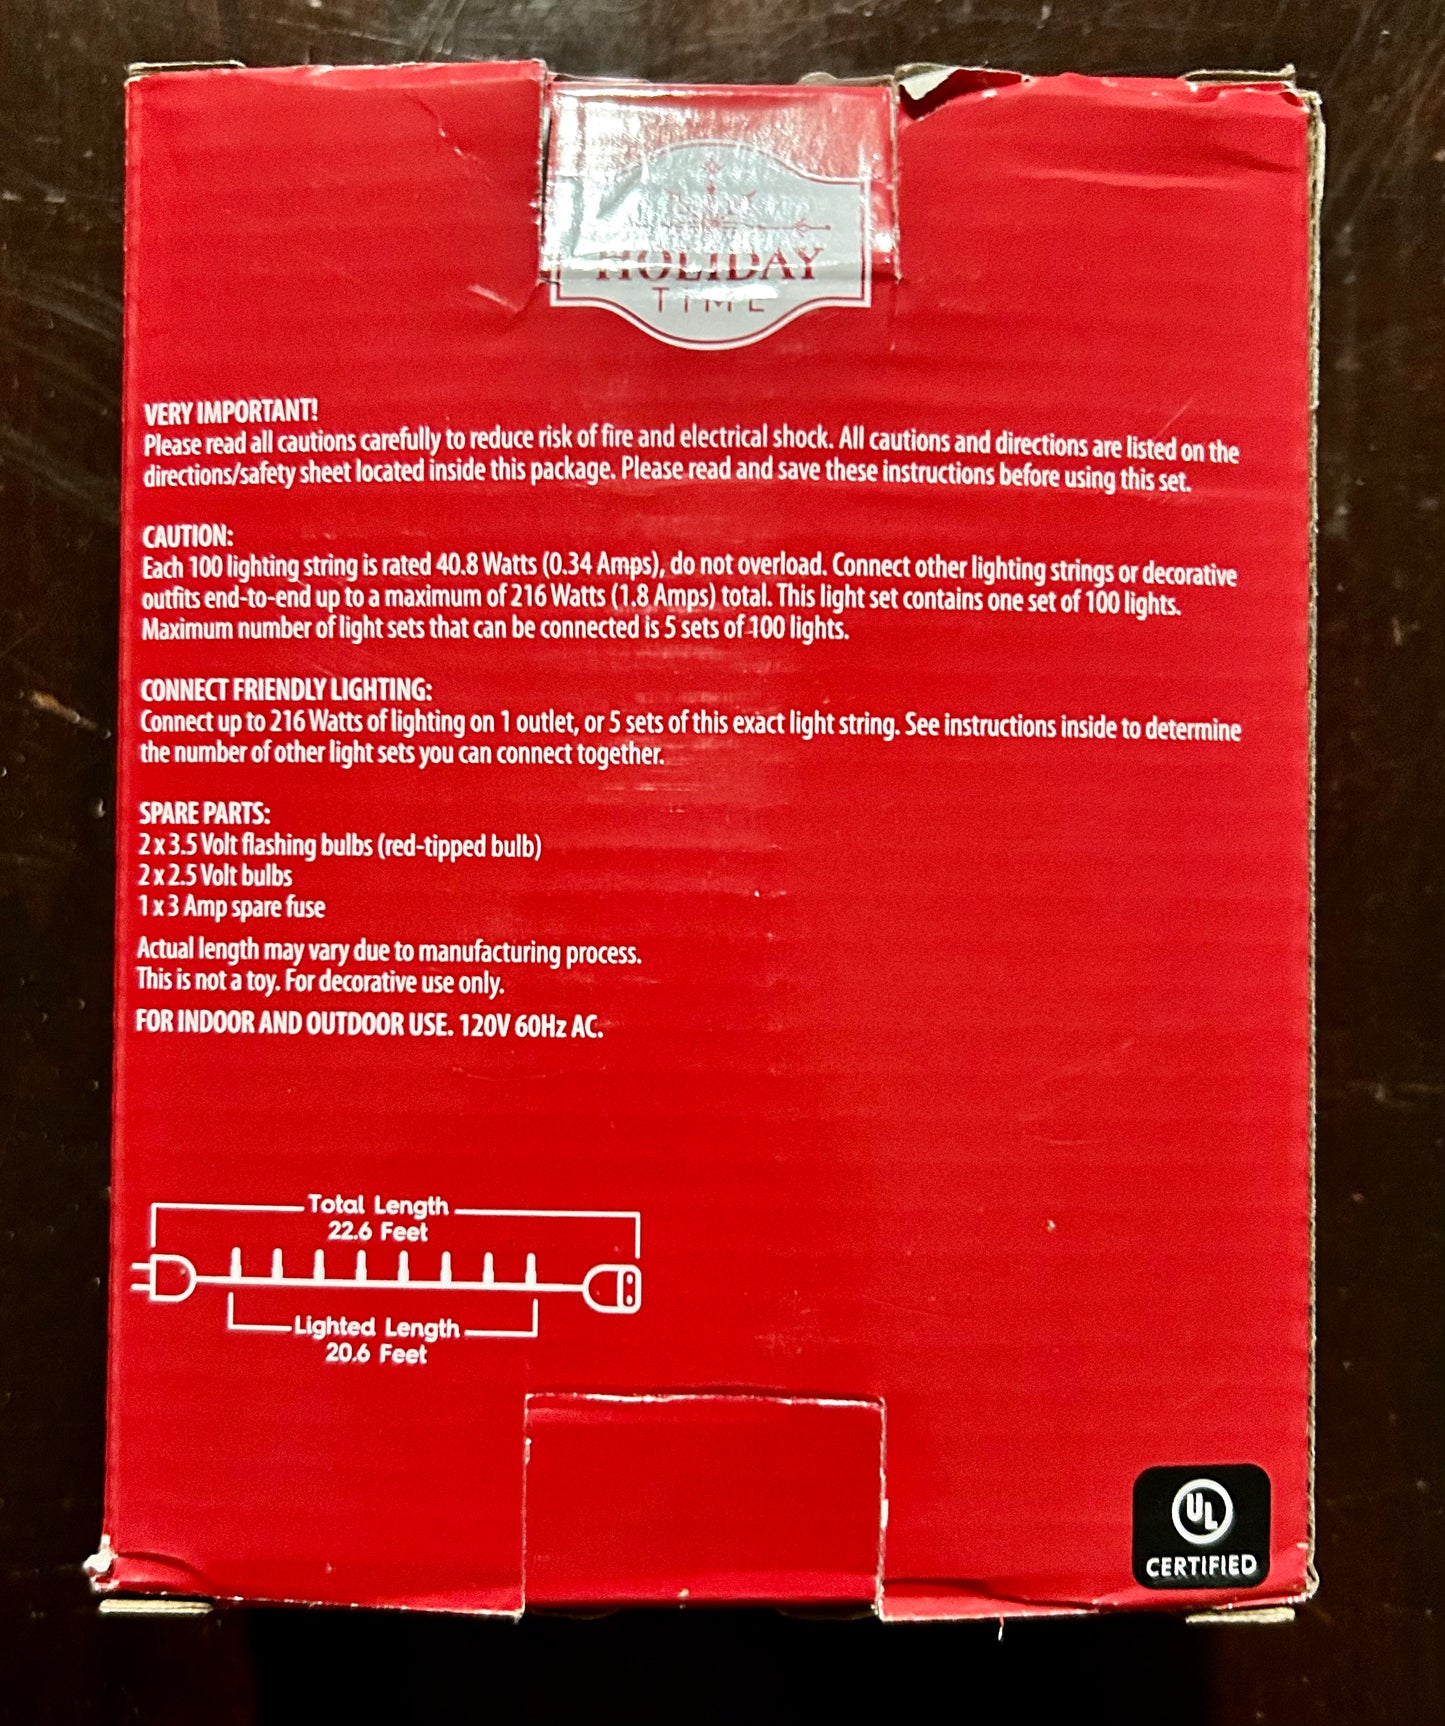 HOLIDAY
TIME
VERY IMPORTANT!
Please read all cautions carefully to reduce risk of fire and electrical shock. All cautions and directions are listed on the
directions/safety sheet located inside this package. Please read and save these instructions before using this set.
CAUTION:
Each 100 lighting string is rated 40.8 Watts (0.34 Amps), do not overload. Connect other lighting strings or decorative
outfits end-to-end up to a maximum of 216 Watts (1.8 Amps) total. This light set contains one set of 100 lights.
Maximum number of light sets that can be connected is 5 sets of 100 lights.
CONNECT FRIENDLY LIGHTING:
Connect up to 216 Watts of lighting on 1 outlet, or 5 sets of this exact light string. See instructions inside to determine
the number of other light sets you can connect together.
SPARE PARTS:
2 x 3.5 Volt flashing bulbs (red-tipped bulb)
2 x 2.5 Volt bulbs
1 x 3 Amp spare fuse
Actual length may vary due to manufacturing process.
This is not a toy. For decorative use only.
FOR INDOOR AND OUTDOOR USE. 120V 60Hz AC.
Total Length
22.6 Feet
Lighted Length
20.6 Feet
UL
CERTIFIED